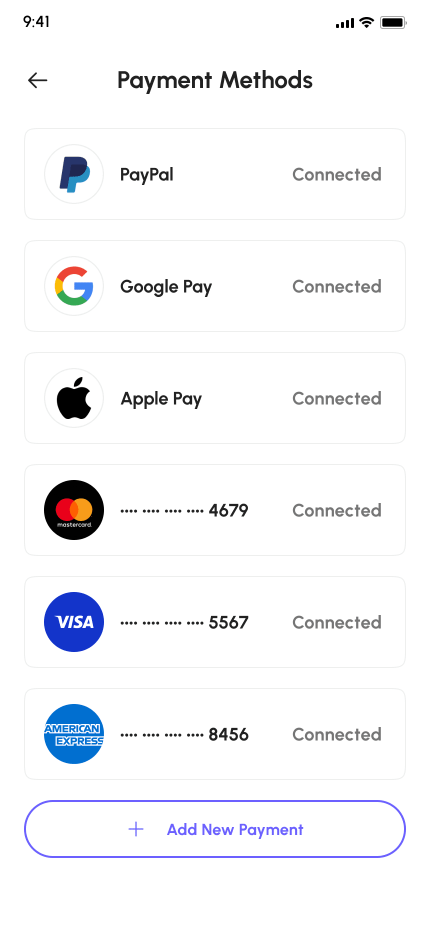 9:41
Payment Methods
PayPal Connected
Google Pay Connected
Apple Pay Connected
mastercard. •••• •••• •••• •••• 4679 Connected
VISA •••• •••• •••• •••• 5567 Connected
AMERICAN EXPRESS •••• •••• •••• •••• 8456 Connected
Add New Payment